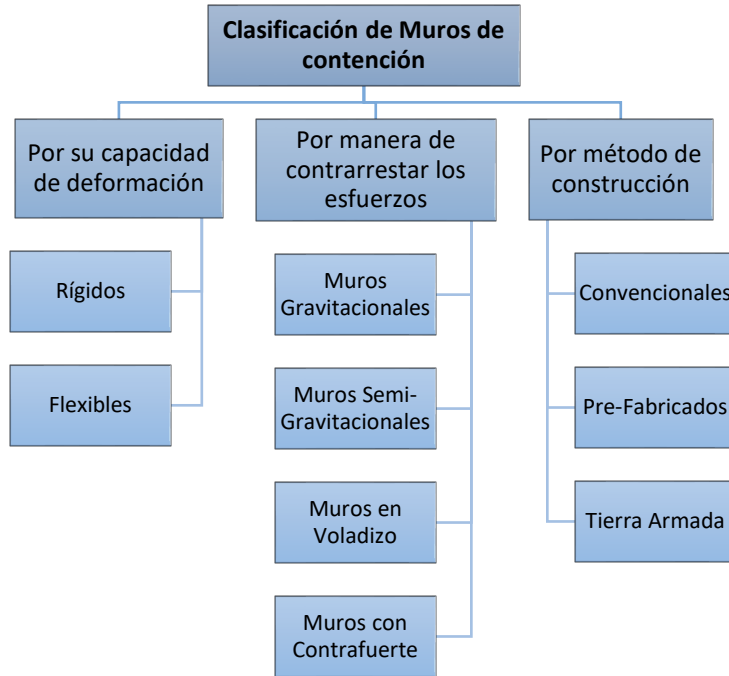 Clasificación de Muros de
contención
Por su capacidad
de deformación
Rígidos
Flexibles
Por manera de
contrarrestar los
esfuerzos
Muros
Gravitacionales
Muros Semi-
Gravitacionales
Muros en
Voladizo
Muros con
Contrafuerte
Por método de
construcción
Convencionales
Pre-Fabricados
Tierra Armada